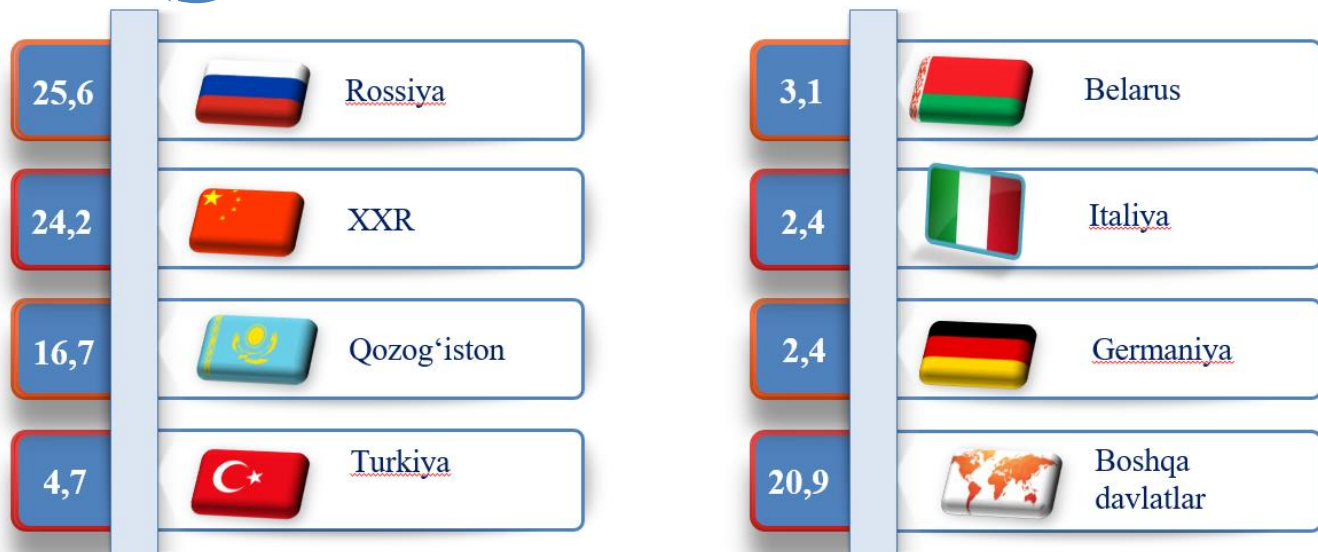 25,6
Rossiya
24,2
XXR
16,7
Qozog‘iston
4,7
Turkiya
3,1
Belarus
2,4
Italiya
2,4
Germaniya
20,9
Boshqa
davlatlar